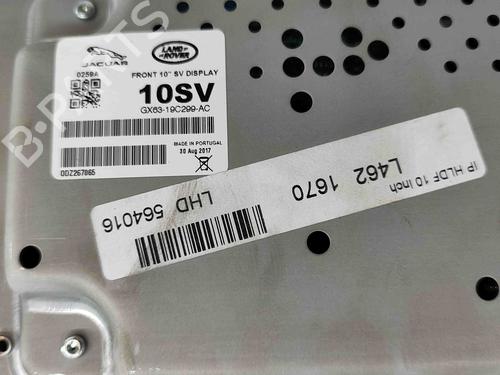 JAGUAR
LAND ROVER
0259A
FRONT 10" SV DISPLAY
10SV
GX63-19C299-AC
MADE IN PORTUGAL
30 Aug 2017
ODZ267865
IP HLDF 10 inch
L462 1670
LHD 564016
B-PARTS